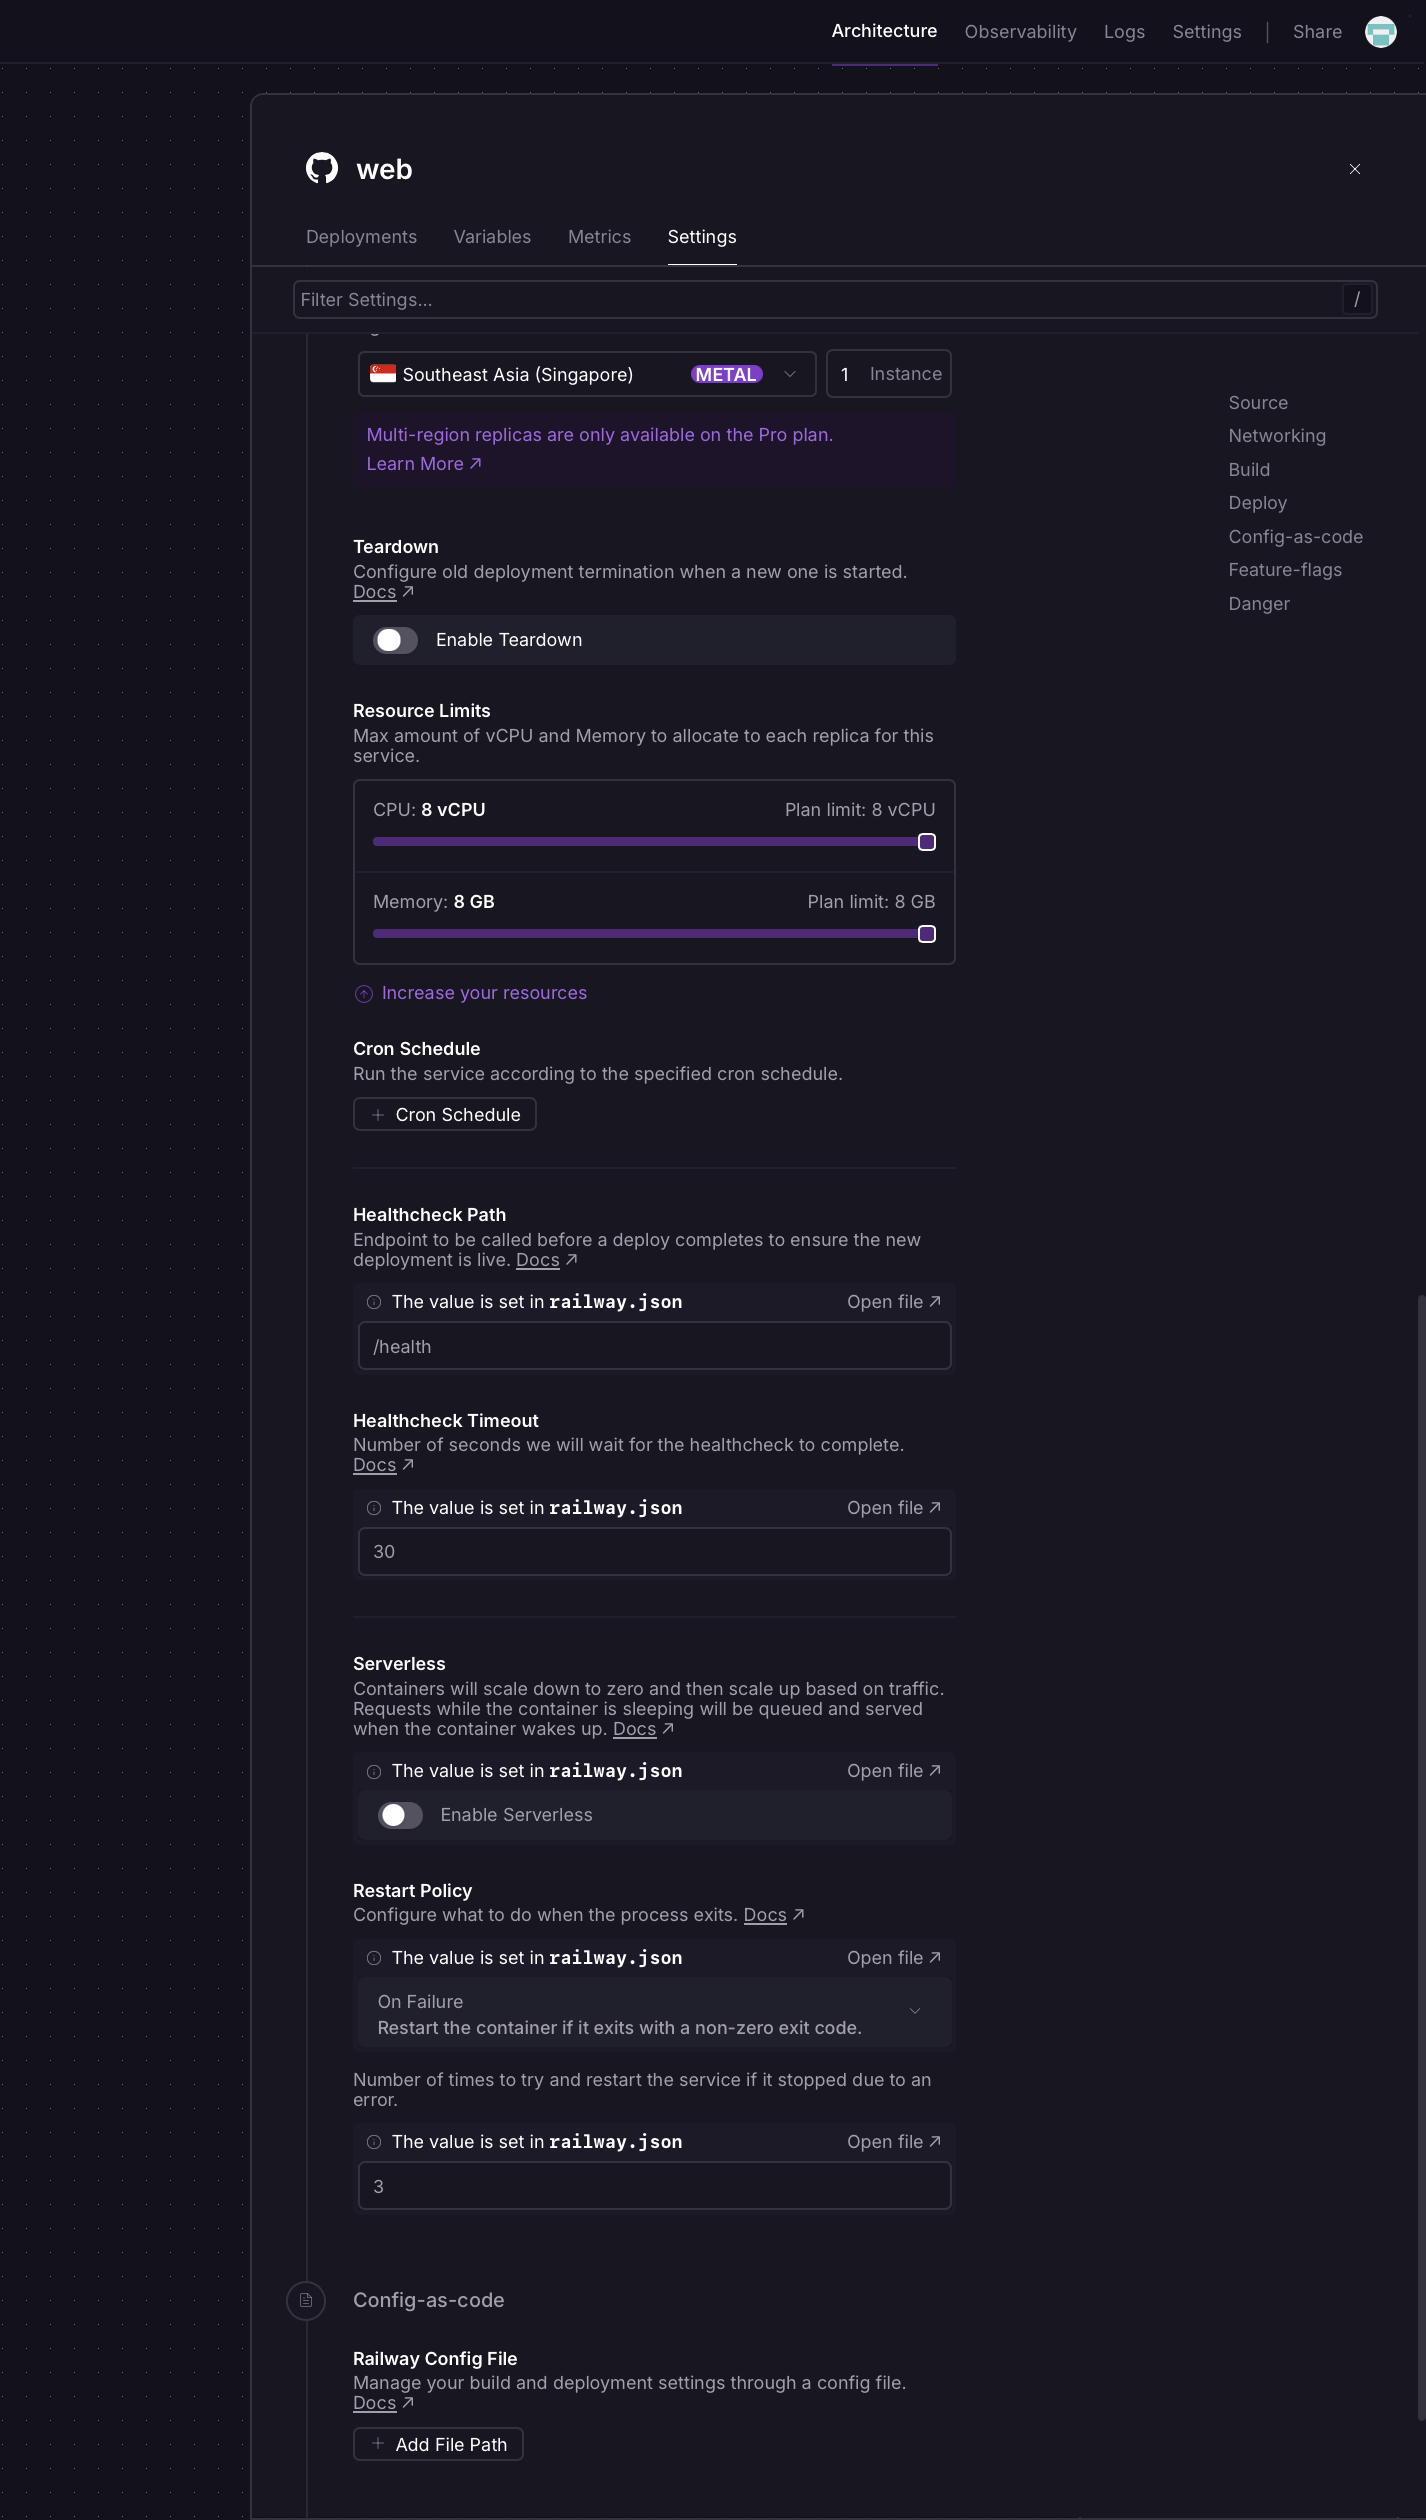 Architecture
Observability
Logs
Settings
Share
web
Deployments
Variables
Metrics
Settings
Filter Settings...
/
Southeast Asia (Singapore)
METAL
1 Instance
Multi-region replicas are only available on the Pro plan.
Learn More ↗
Source
Networking
Build
Deploy
Config-as-code
Feature-flags
Danger
Teardown
Configure old deployment termination when a new one is started.
Docs ↗
Enable Teardown
Resource Limits
Max amount of vCPU and Memory to allocate to each replica for this
service.
CPU: 8 vCPU
Plan limit: 8 vCPU
Memory: 8 GB
Plan limit: 8 GB
Increase your resources
Cron Schedule
Run the service according to the specified cron schedule.
+ Cron Schedule
Healthcheck Path
Endpoint to be called before a deploy completes to ensure the new
deployment is live. Docs ↗
The value is set in railway.json
Open file ↗
/health
Healthcheck Timeout
Number of seconds we will wait for the healthcheck to complete.
Docs ↗
The value is set in railway.json
Open file ↗
30
Serverless
Containers will scale down to zero and then scale up based on traffic.
Requests while the container is sleeping will be queued and served
when the container wakes up. Docs ↗
The value is set in railway.json
Open file ↗
Enable Serverless
Restart Policy
Configure what to do when the process exits. Docs ↗
The value is set in railway.json
Open file ↗
On Failure
Restart the container if it exits with a non-zero exit code.
Number of times to try and restart the service if it stopped due to an
error.
The value is set in railway.json
Open file ↗
3
Config-as-code
Railway Config File
Manage your build and deployment settings through a config file.
Docs ↗
+ Add File Path